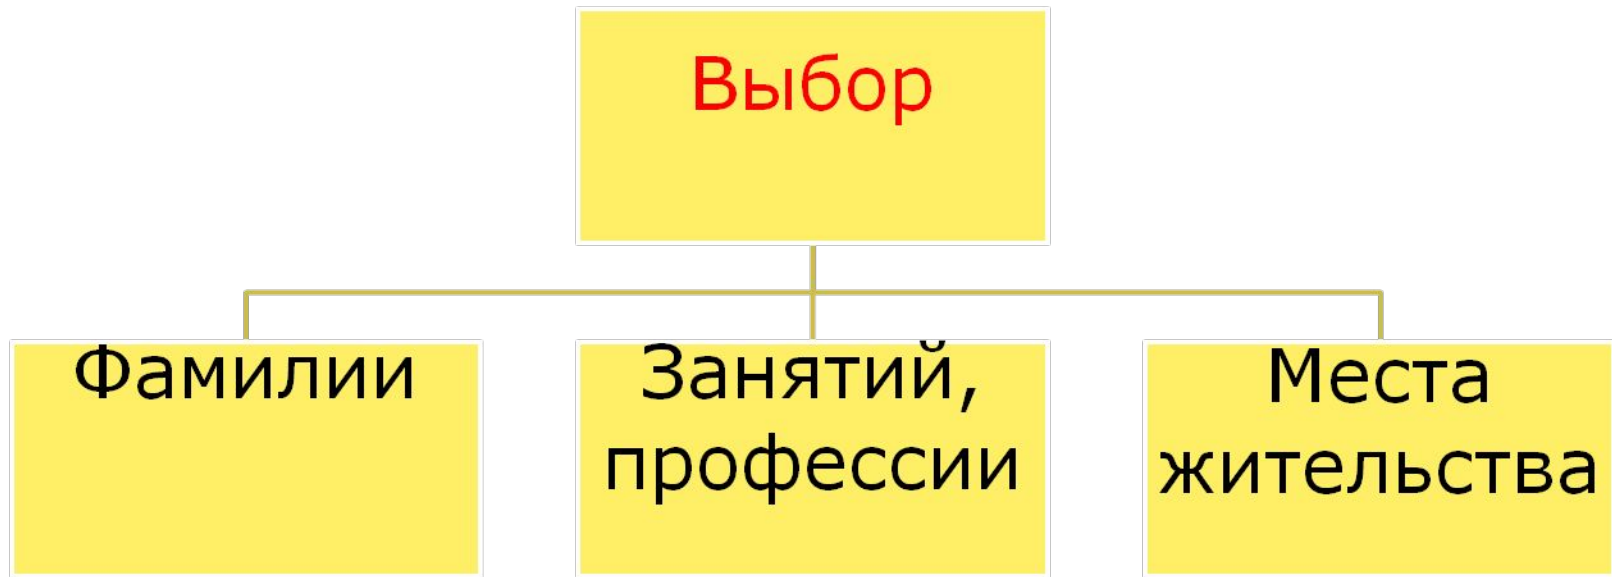 Выбор
Фамилии
Занятий,
профессии
Места
жительства